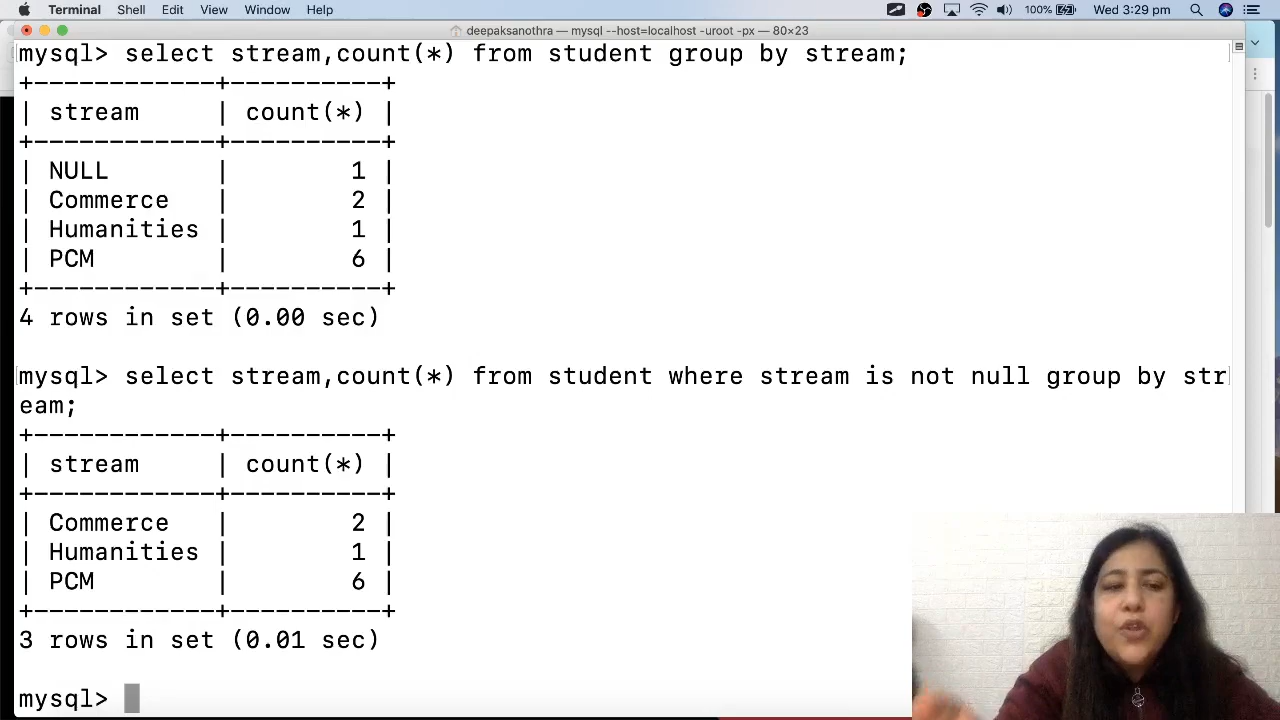 Terminal Shell Edit View Window Help 100% Wed 3:29 pm
deepaksanothra — mysql --host=localhost -uroot -px — 80×23
mysql> select stream,count(*) from student group by stream;
+------------+----------+
| stream     | count(*) |
+------------+----------+
| NULL       |        1 |
| Commerce   |        2 |
| Humanities |        1 |
| PCM        |        6 |
+------------+----------+
4 rows in set (0.00 sec)
mysql> select stream,count(*) from student where stream is not null group by str
eam;
+------------+----------+
| stream     | count(*) |
+------------+----------+
| Commerce   |        2 |
| Humanities |        1 |
| PCM        |        6 |
+------------+----------+
3 rows in set (0.01 sec)
mysql>